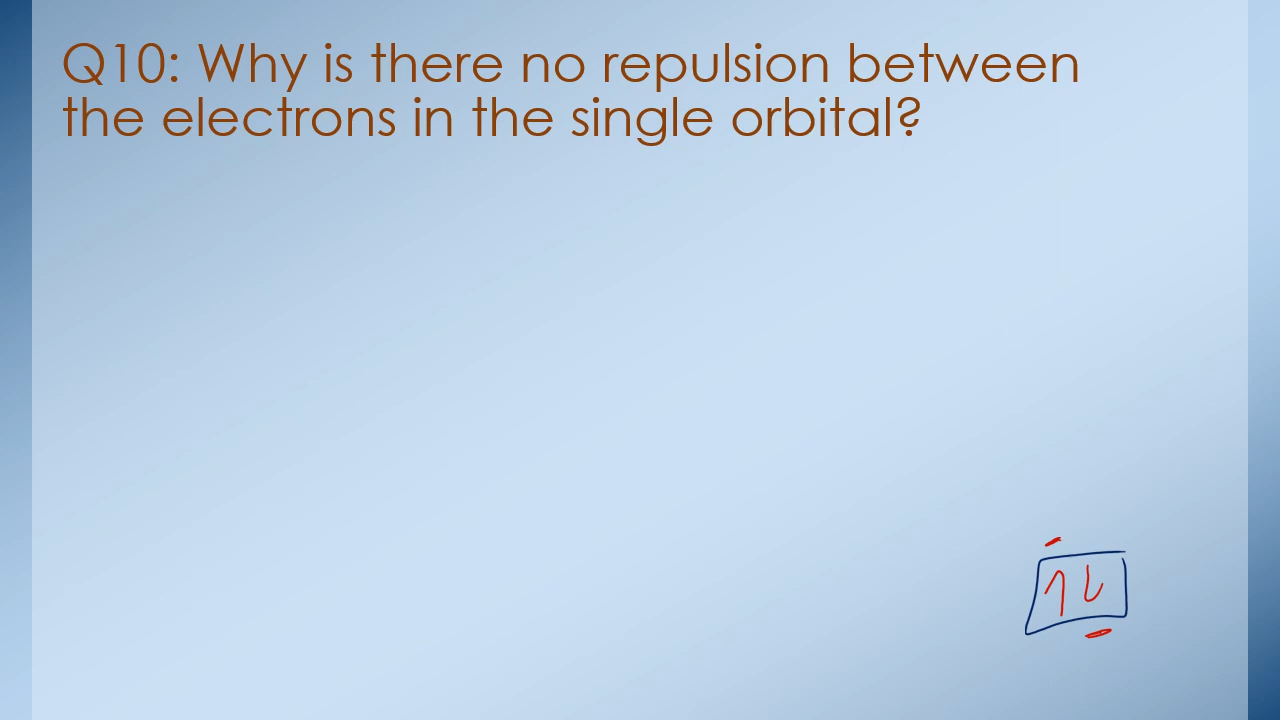 Q10: Why is there no repulsion between
the electrons in the single orbital?